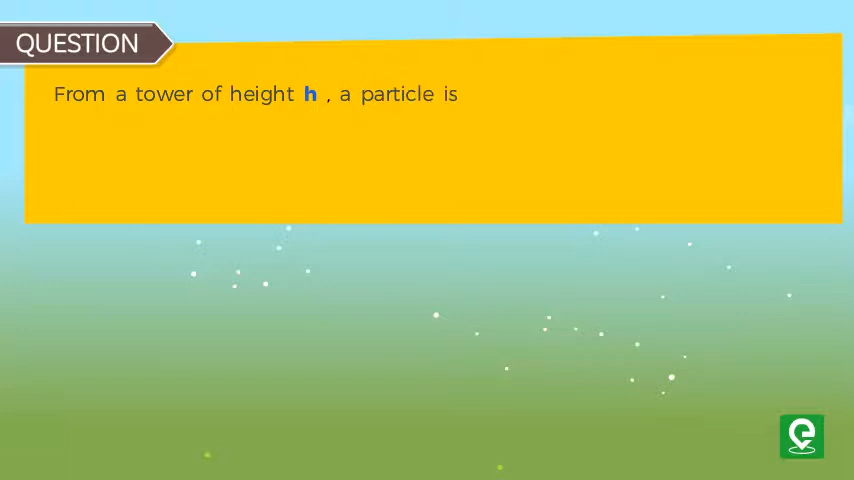 QUESTION
From a tower of height h , a particle is